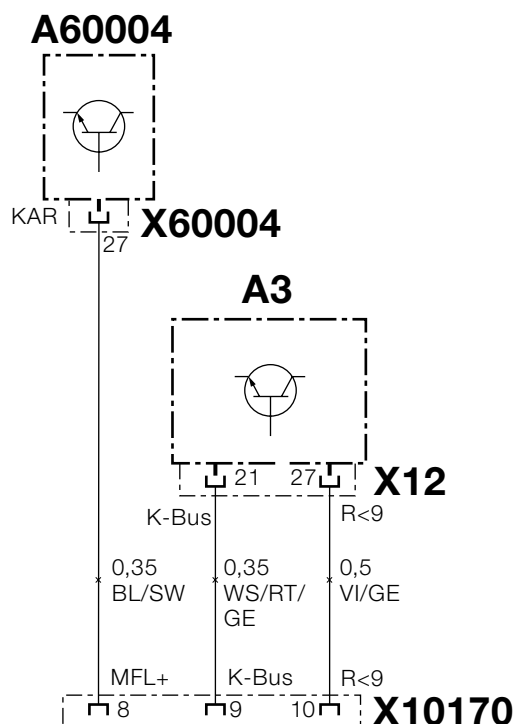 A60004
KAR
27
X60004
A3
21
27
X12
K-Bus
R<9
0,35
BL/SW
0,35
WS/RT/
GE
0,5
VI/GE
MFL+
K-Bus
R<9
8
9
10
X10170